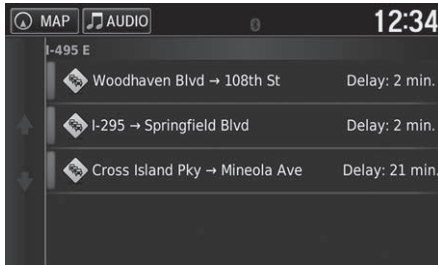 MAP AUDIO 12:34
I-495 E
Woodhaven Blvd → 108th St Delay: 2 min.
I-295 → Springfield Blvd Delay: 2 min.
Cross Island Pky → Mineola Ave Delay: 21 min.